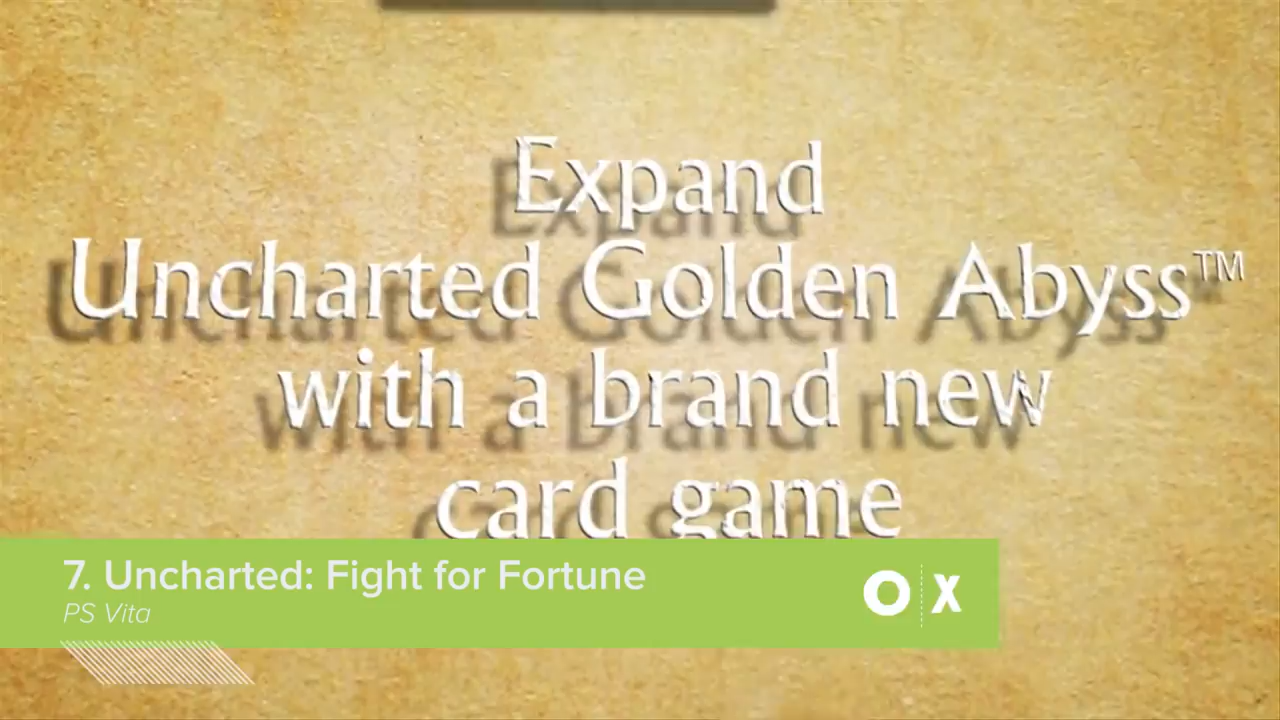 Expand
Uncharted Golden Abyss™
with a brand new
card game
7. Uncharted: Fight for Fortune
PS Vita
O X